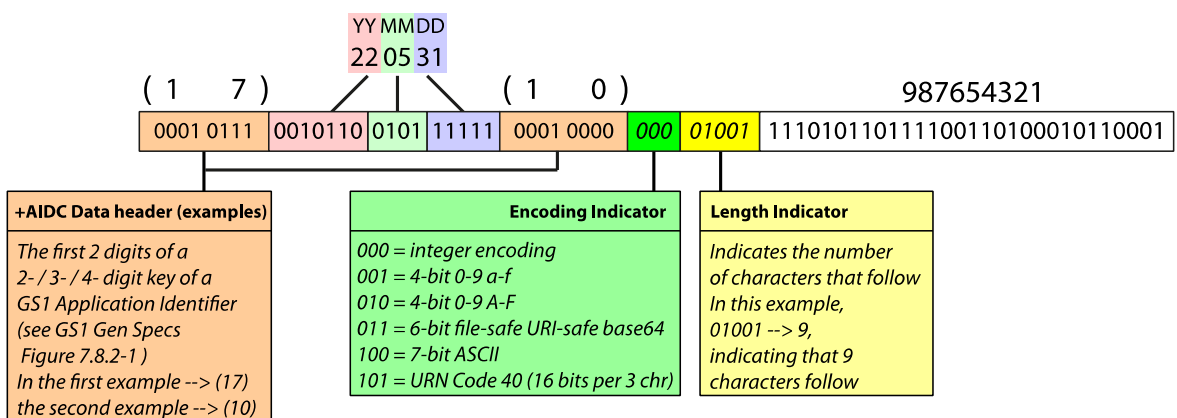 YY MM DD
22 05 31
( 1 7 ) ( 1 0 ) 987654321
0001 0111 0010110 0101 11111 0001 0000 000 01001 111010110111100110100010110001
+AIDC Data header (examples)
The first 2 digits of a
2- / 3- / 4- digit key of a
GS1 Application Identifier
(see GS1 Gen Specs
Figure 7.8.2-1 )
In the first example --> (17)
the second example --> (10)
Encoding Indicator
000 = integer encoding
001 = 4-bit 0-9 a-f
010 = 4-bit 0-9 A-F
011 = 6-bit file-safe URI-safe base64
100 = 7-bit ASCII
101 = URN Code 40 (16 bits per 3 chr)
Length Indicator
Indicates the number
of characters that follow
In this example,
01001 --> 9,
indicating that 9
characters follow